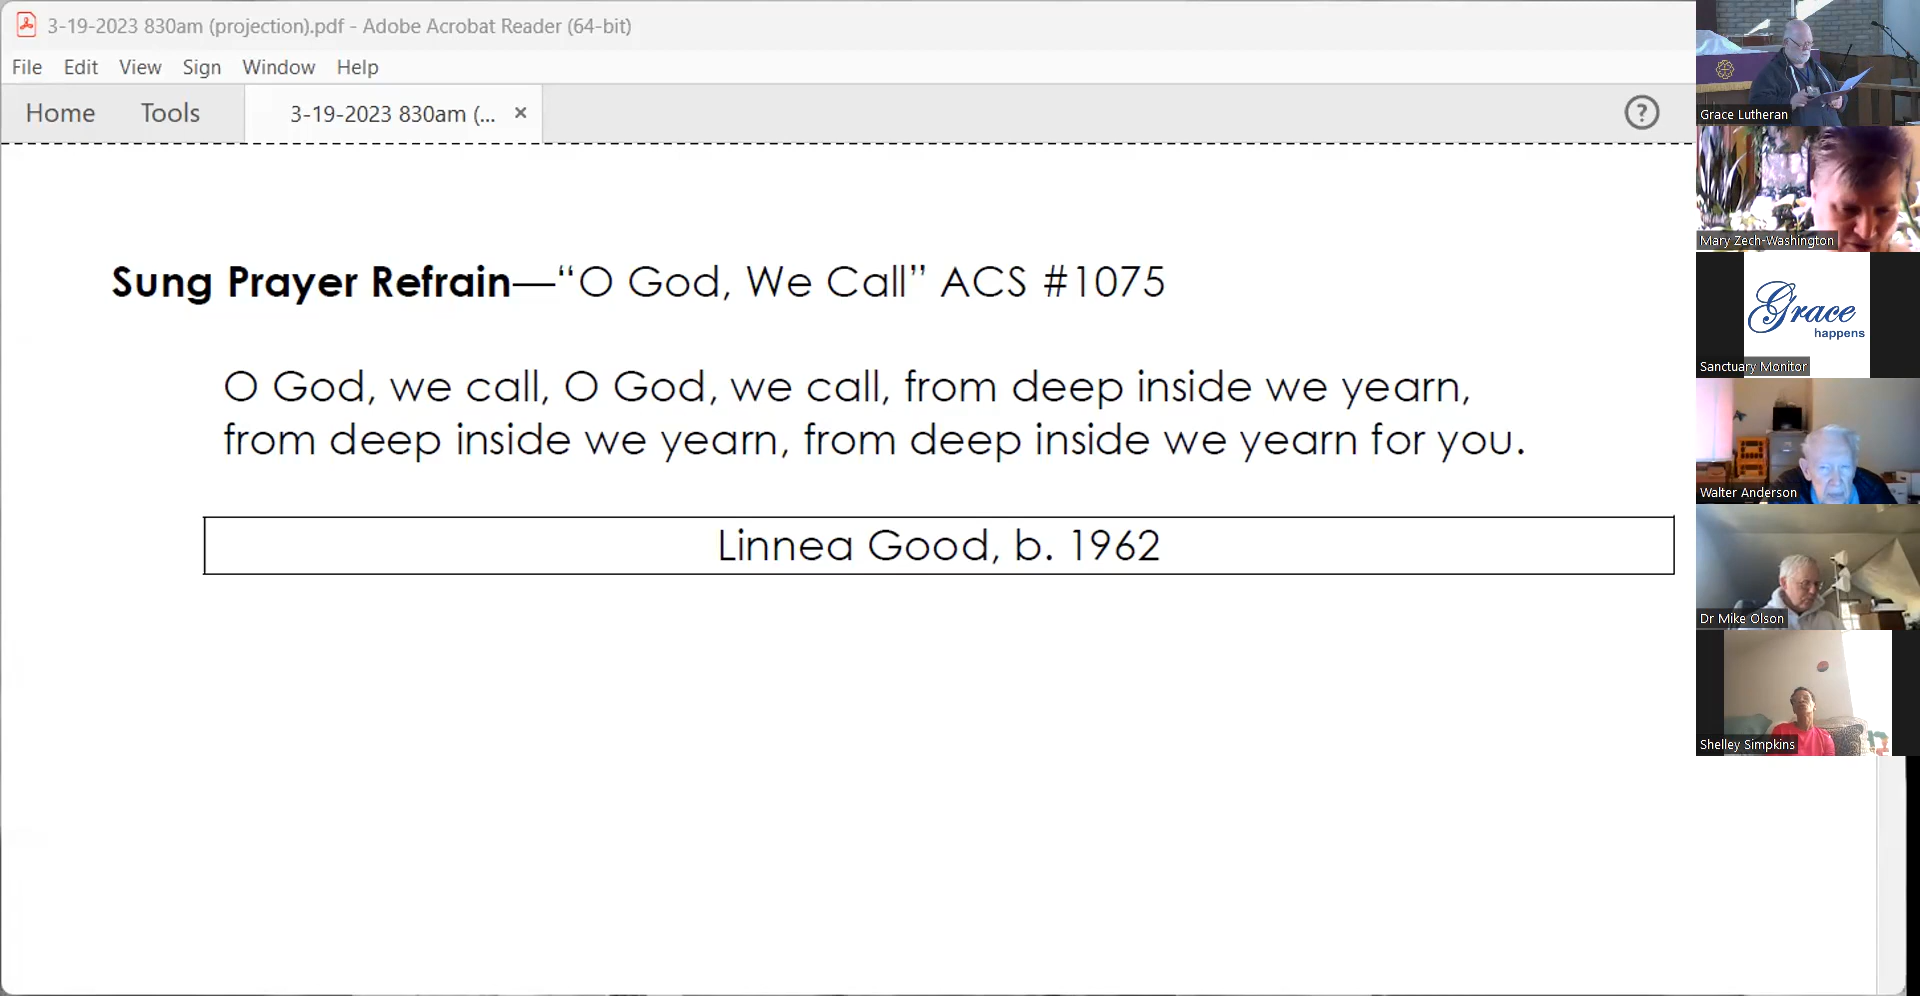 3-19-2023 830am (projection).pdf - Adobe Acrobat Reader (64-bit)
File Edit View Sign Window Help
Home Tools 3-19-2023 830am (... ×
?
Sung Prayer Refrain—“O God, We Call” ACS #1075
O God, we call, O God, we call, from deep inside we yearn,
from deep inside we yearn, from deep inside we yearn for you.
Linnea Good, b. 1962
Grace Lutheran
Mary Zech-Washington
Grace
happens
Sanctuary Monitor
Walter Anderson
Dr Mike Olson
Shelley Simpkins